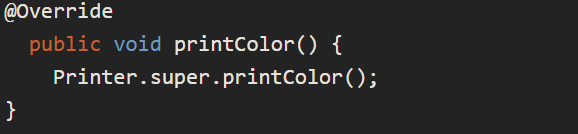 @Override
  public void printColor() {
    Printer.super.printColor();
}